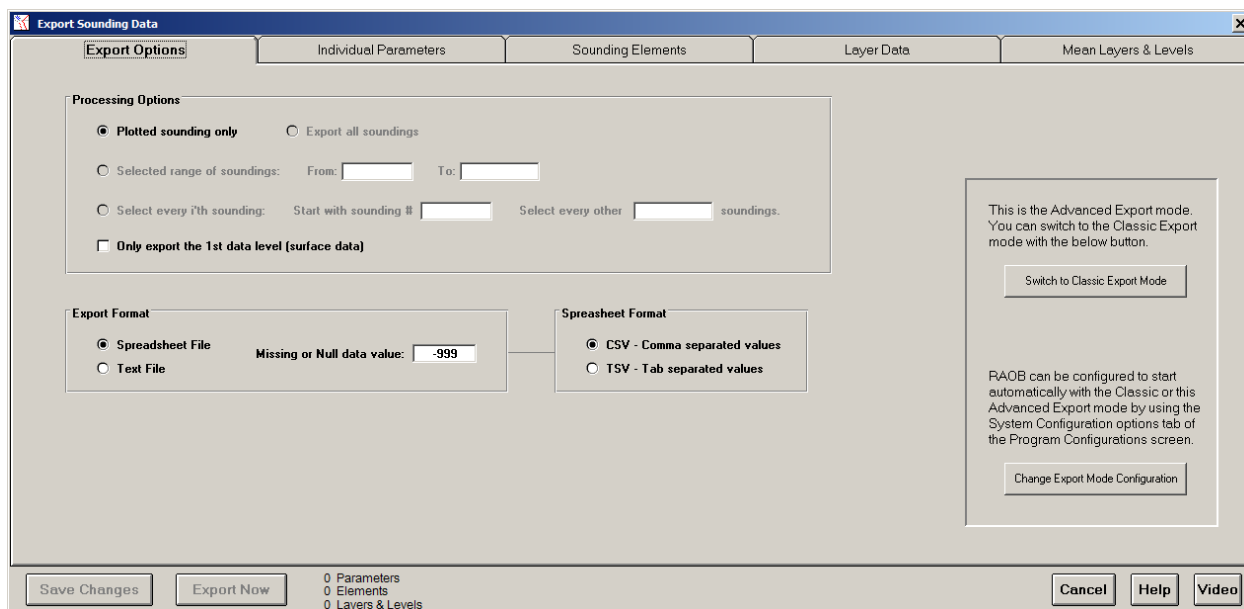 Export Sounding Data
Export Options Individual Parameters Sounding Elements Layer Data Mean Layers & Levels
Processing Options
Plotted sounding only Export all soundings
Selected range of soundings: From: To:
Select every i'th sounding: Start with sounding # Select every other soundings.
Only export the 1st data level (surface data)
Export Format
Spreadsheet File
Text File
Missing or Null data value: -999
Spreasheet Format
CSV - Comma separated values
TSV - Tab separated values
This is the Advanced Export mode.
You can switch to the Classic Export
mode with the below button.
Switch to Classic Export Mode
RAOB can be configured to start
automatically with the Classic or this
Advanced Export mode by using the
System Configuration options tab of
the Program Configurations screen.
Change Export Mode Configuration
Save Changes Export Now
0 Parameters
0 Elements
0 Layers & Levels
Cancel Help Video